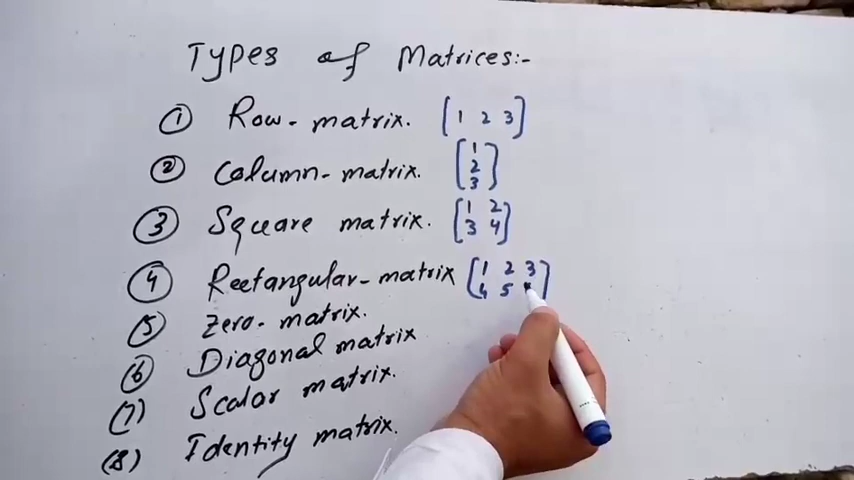 Types of Matrices:-
① Row-matrix. [1 2 3]
② Column-matrix. [1
2
3]
③ Square matrix. [1 2
3 4]
④ Rectangular-matrix [1 2 3
4 5 ]
⑤ Zero-matrix.
⑥ Diagonal matrix
(7) Scalar matrix.
(8) Identity matrix.